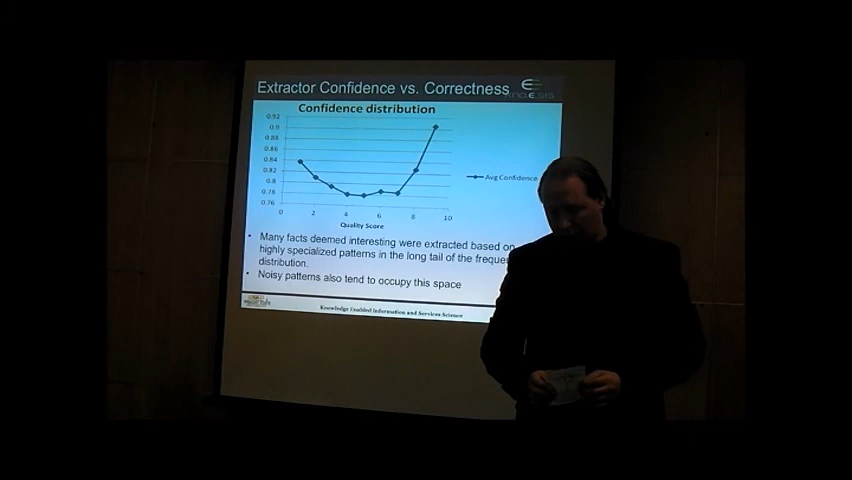 Extractor Confidence vs. Correctness
Confidence distribution
0.92
0.9
0.88
0.86
0.84
0.82
0.8
0.78
0.76
0 2 4 6 8 10
Quality Score
Avg Confidence
• Many facts deemed interesting were extracted based on
highly specialized patterns in the long tail of the
distribution.
• Noisy patterns also tend to occupy this space
Knowledge Enabled Information and Services Science